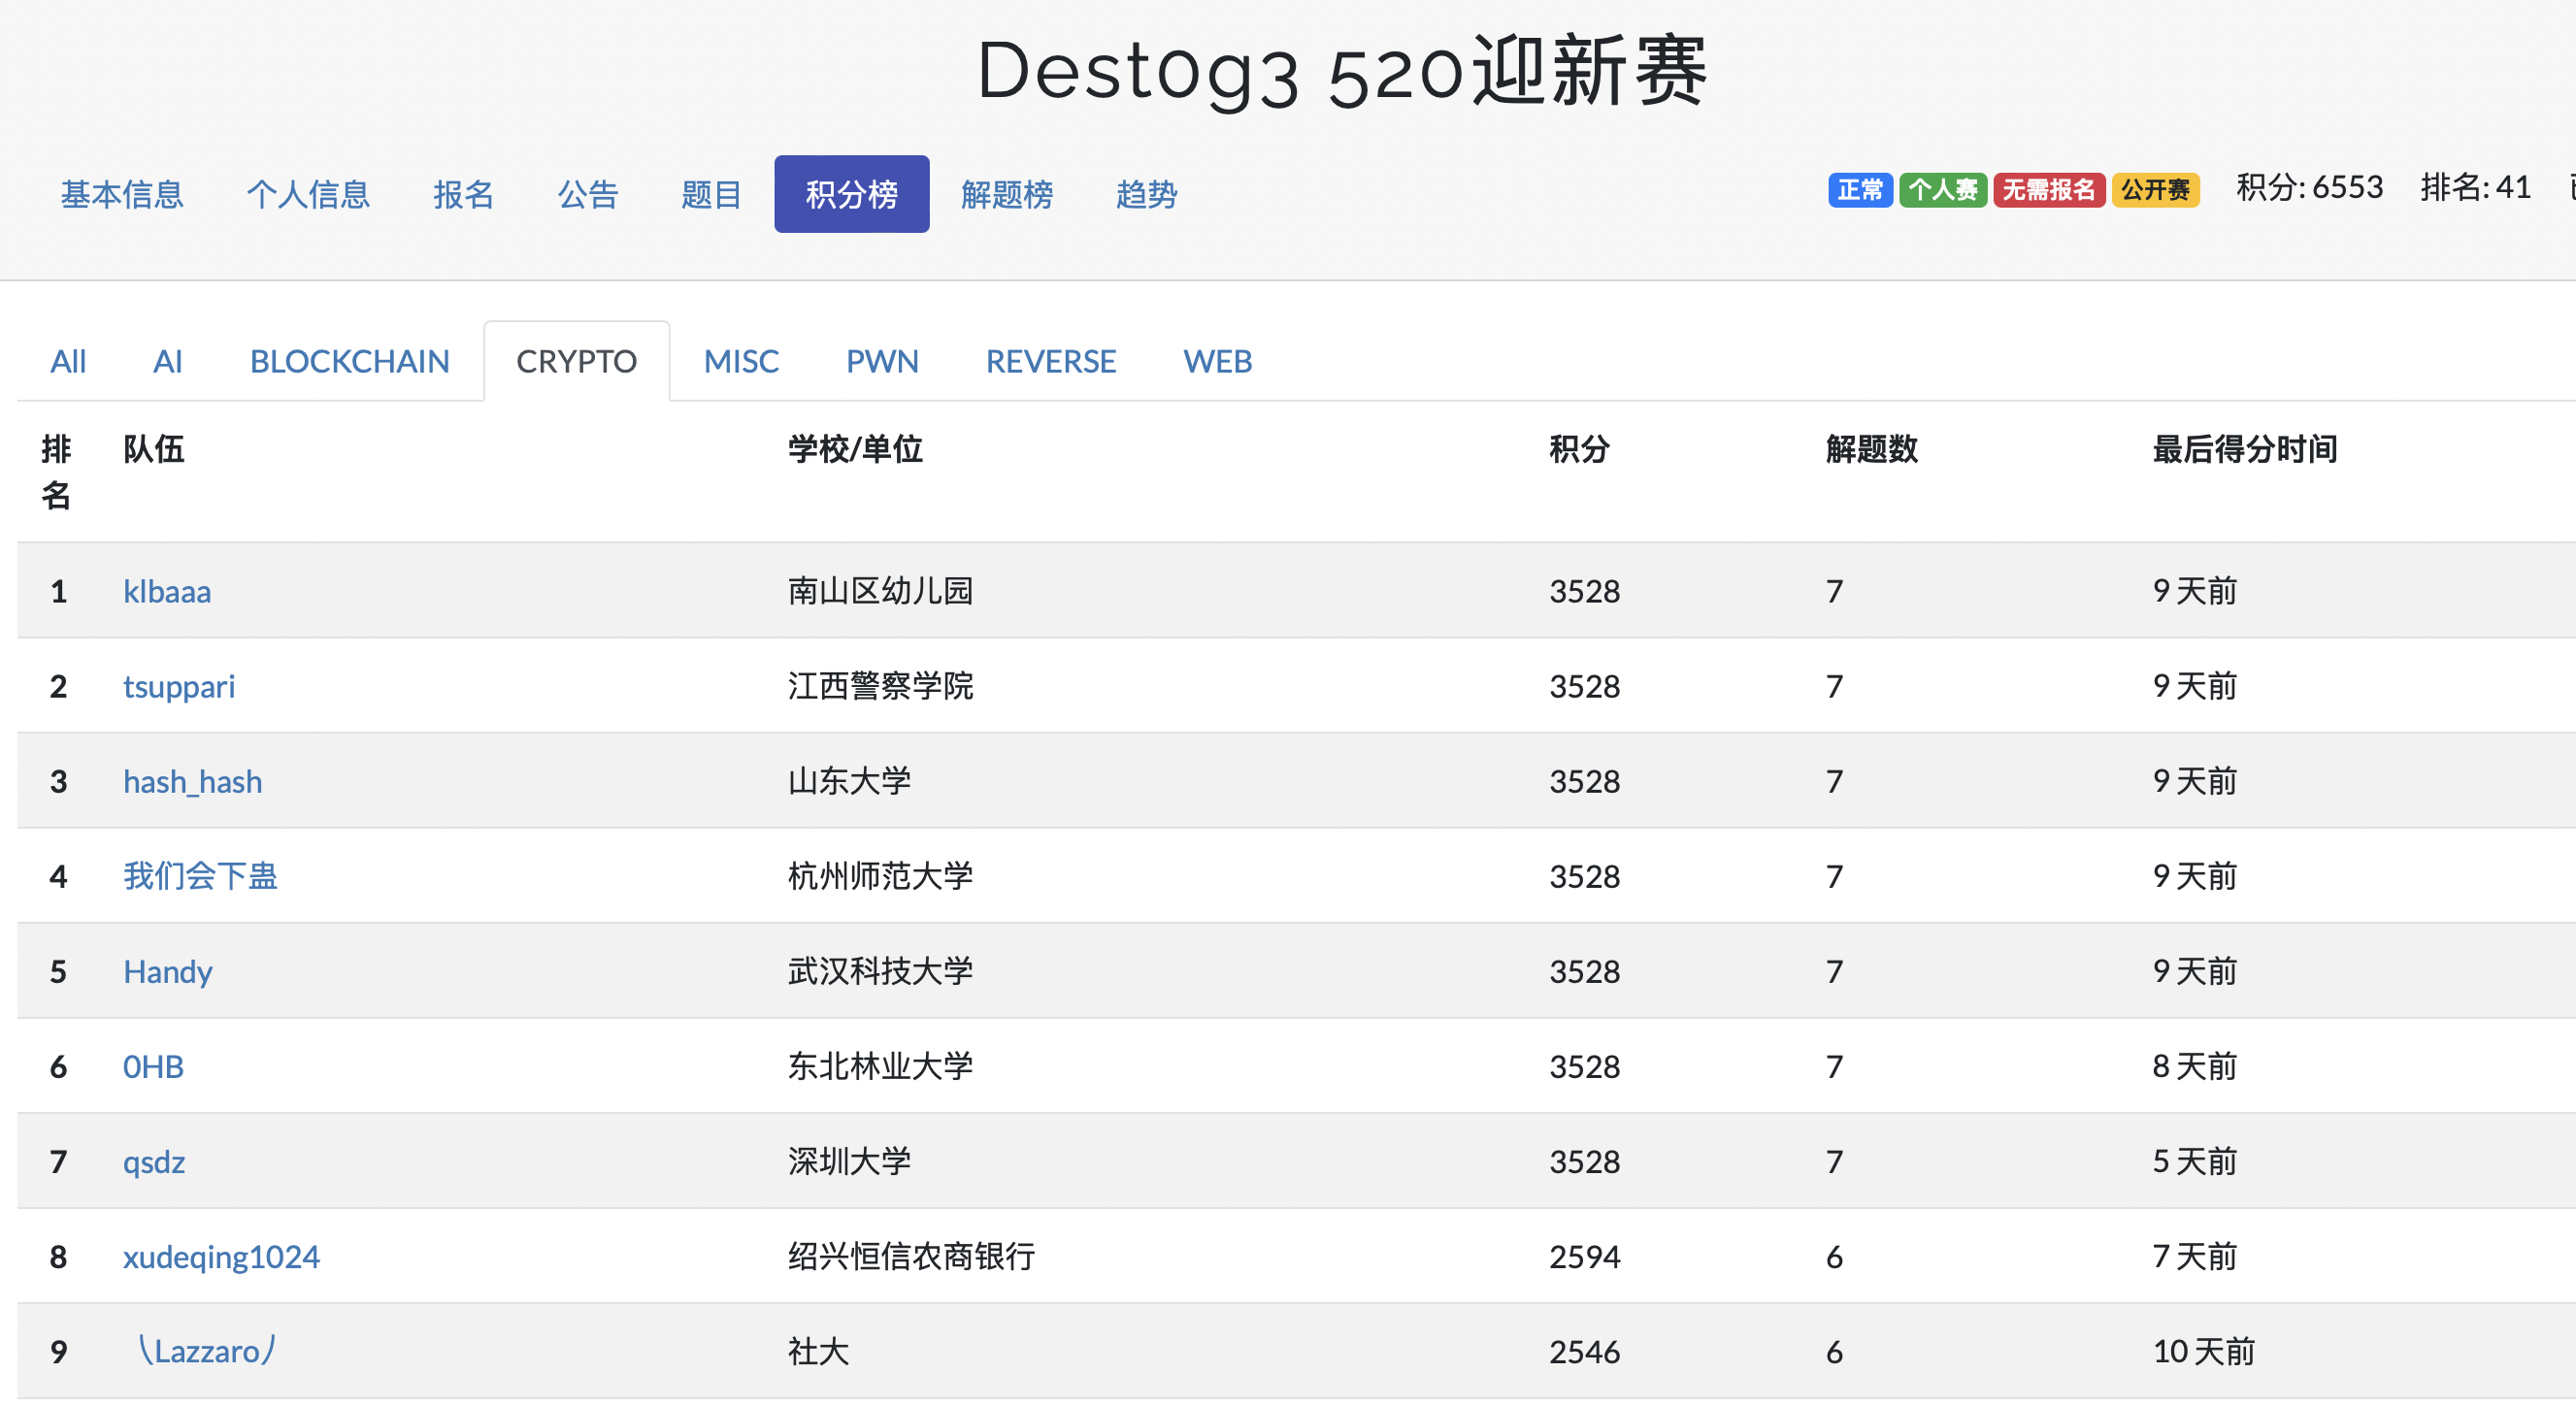 Dest0g3 520迎新赛
基本信息 个人信息 报名 公告 题目 积分榜 解题榜 趋势 正常 个人赛 无需报名 公开赛 积分: 6553 排名: 41
All AI BLOCKCHAIN CRYPTO MISC PWN REVERSE WEB
排名 队伍 学校/单位 积分 解题数 最后得分时间
1 klbaaa 南山区幼儿园 3528 7 9 天前
2 tsuppari 江西警察学院 3528 7 9 天前
3 hash_hash 山东大学 3528 7 9 天前
4 我们会下蛊 杭州师范大学 3528 7 9 天前
5 Handy 武汉科技大学 3528 7 9 天前
6 0HB 东北林业大学 3528 7 8 天前
7 qsdz 深圳大学 3528 7 5 天前
8 xudeqing1024 绍兴恒信农商银行 2594 6 7 天前
9 \Lazzaro/ 社大 2546 6 10 天前